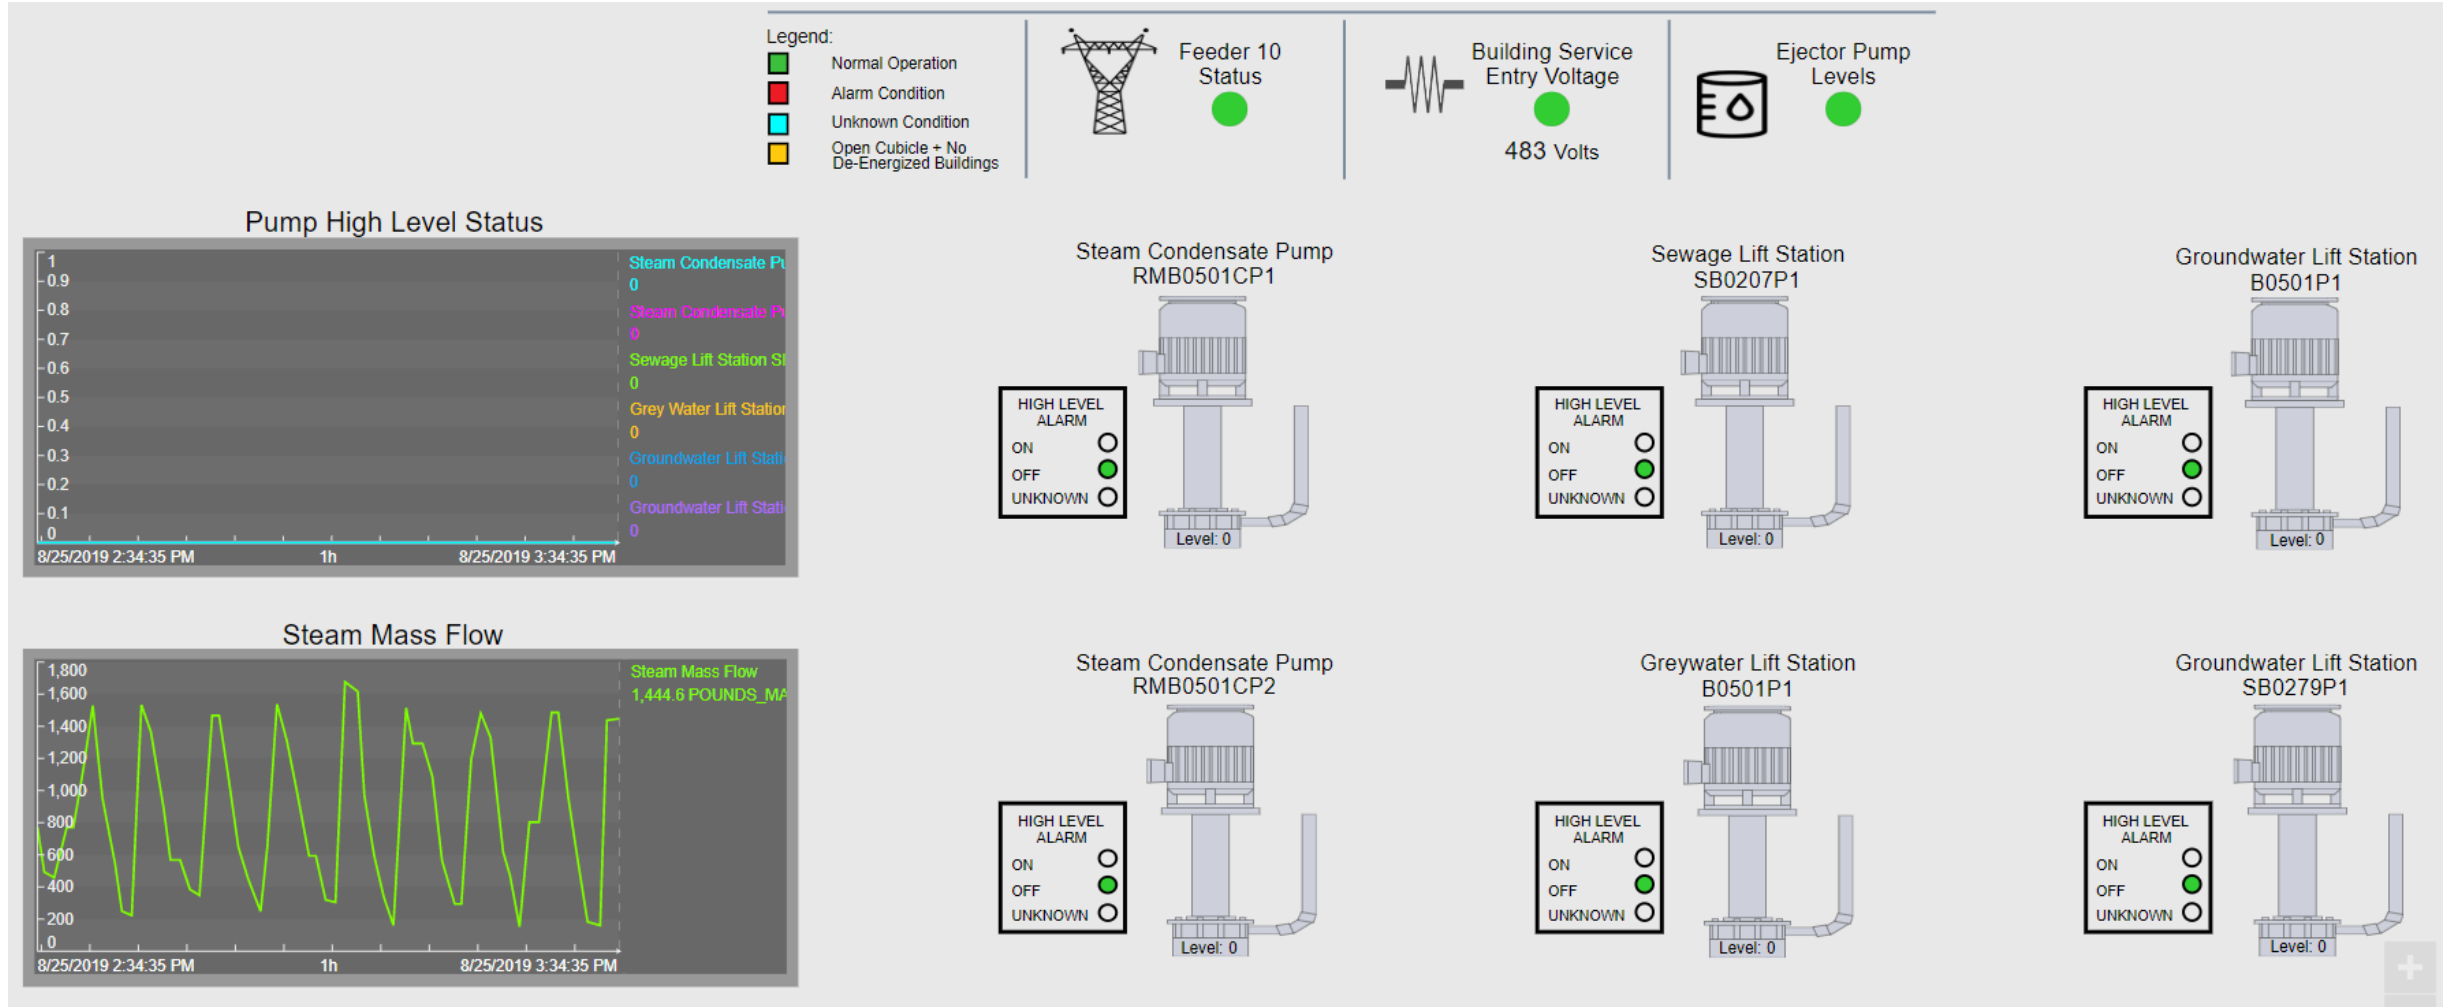 Legend:
Normal Operation
Alarm Condition
Unknown Condition
Open Cubicle + No
De-Energized Buildings
Feeder 10
Status
Building Service
Entry Voltage
483 Volts
Ejector Pump
Levels
Pump High Level Status
1
0.9
0.8
0.7
0.6
0.5
0.4
0.3
0.2
0.1
0
8/25/2019 2:34:35 PM
1h
8/25/2019 3:34:35 PM
Steam Condensate Pu
0
Steam Condensate Pu
0
Sewage Lift Station SB
0
Grey Water Lift Station
0
Groundwater Lift Stati
0
Groundwater Lift Stati
0
Steam Condensate Pump
RMB0501CP1
HIGH LEVEL
ALARM
ON
OFF
UNKNOWN
Level: 0
Sewage Lift Station
SB0207P1
HIGH LEVEL
ALARM
ON
OFF
UNKNOWN
Level: 0
Groundwater Lift Station
B0501P1
HIGH LEVEL
ALARM
ON
OFF
UNKNOWN
Level: 0
Steam Mass Flow
1,800
1,600
1,400
1,200
1,000
800
600
400
200
0
8/25/2019 2:34:35 PM
1h
8/25/2019 3:34:35 PM
Steam Mass Flow
1,444.6 POUNDS_MA
Steam Condensate Pump
RMB0501CP2
HIGH LEVEL
ALARM
ON
OFF
UNKNOWN
Level: 0
Greywater Lift Station
B0501P1
HIGH LEVEL
ALARM
ON
OFF
UNKNOWN
Level: 0
Groundwater Lift Station
SB0279P1
HIGH LEVEL
ALARM
ON
OFF
UNKNOWN
Level: 0